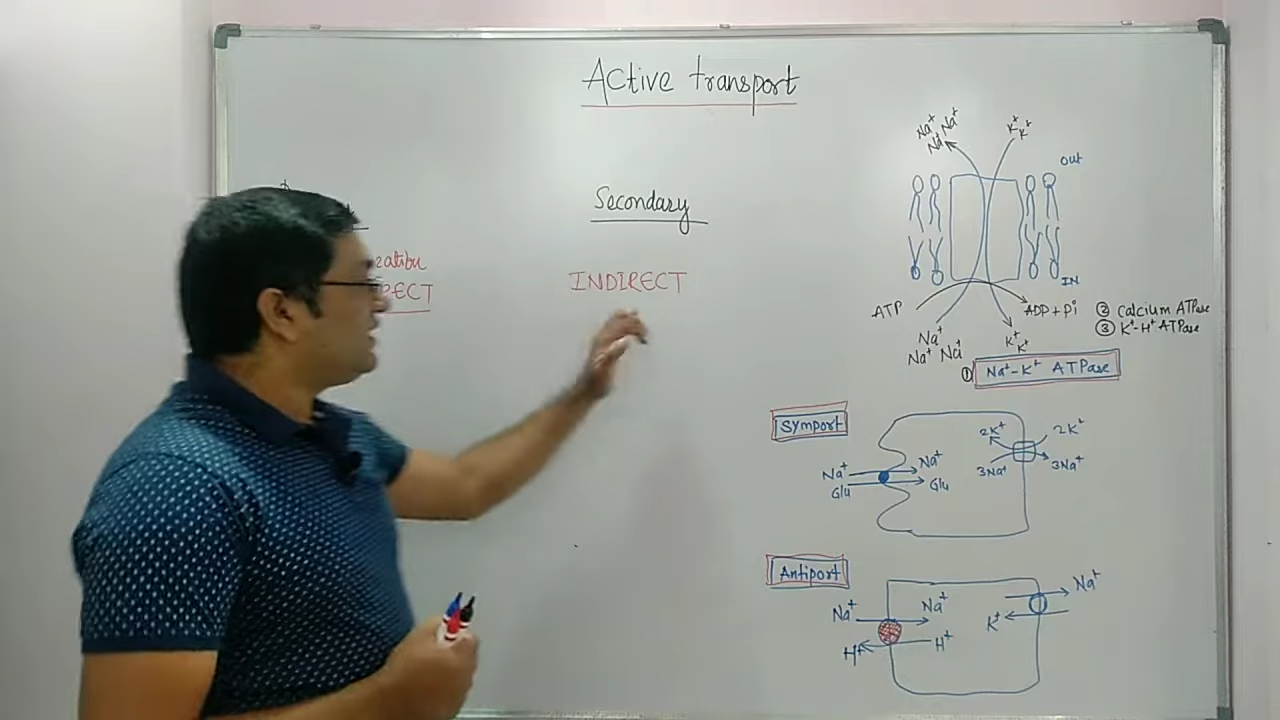 Active transport
Secondary
INDIRECT
Na+ Na+
Na+
K+
K+
Out
IN
ATP
ADP + Pi
Na+
Na+ Na+
K+
K+
② Calcium ATPase
③ K+-H+ ATPase
① Na+-K+ ATPase
Symport
Na+
Glu
Na+
Glu
2K+
3Na+
2K+
3Na+
Antiport
Na+
H+
Na+
H+
K+
Na+